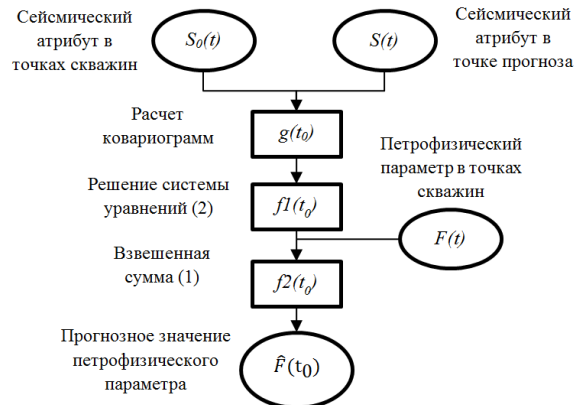 Сейсмический
атрибут в
точках скважин
S₀(t)
S(t)
Сейсмический
атрибут в
точке прогноза
Расчет
ковариограмм
g(t₀)
Петрофизический
параметр в точках
скважин
Решение системы
уравнений (2)
f1(t₀)
F(t)
Взвешенная
сумма (1)
f2(t₀)
Прогнозное значение
петрофизического
параметра
F̂(t₀)